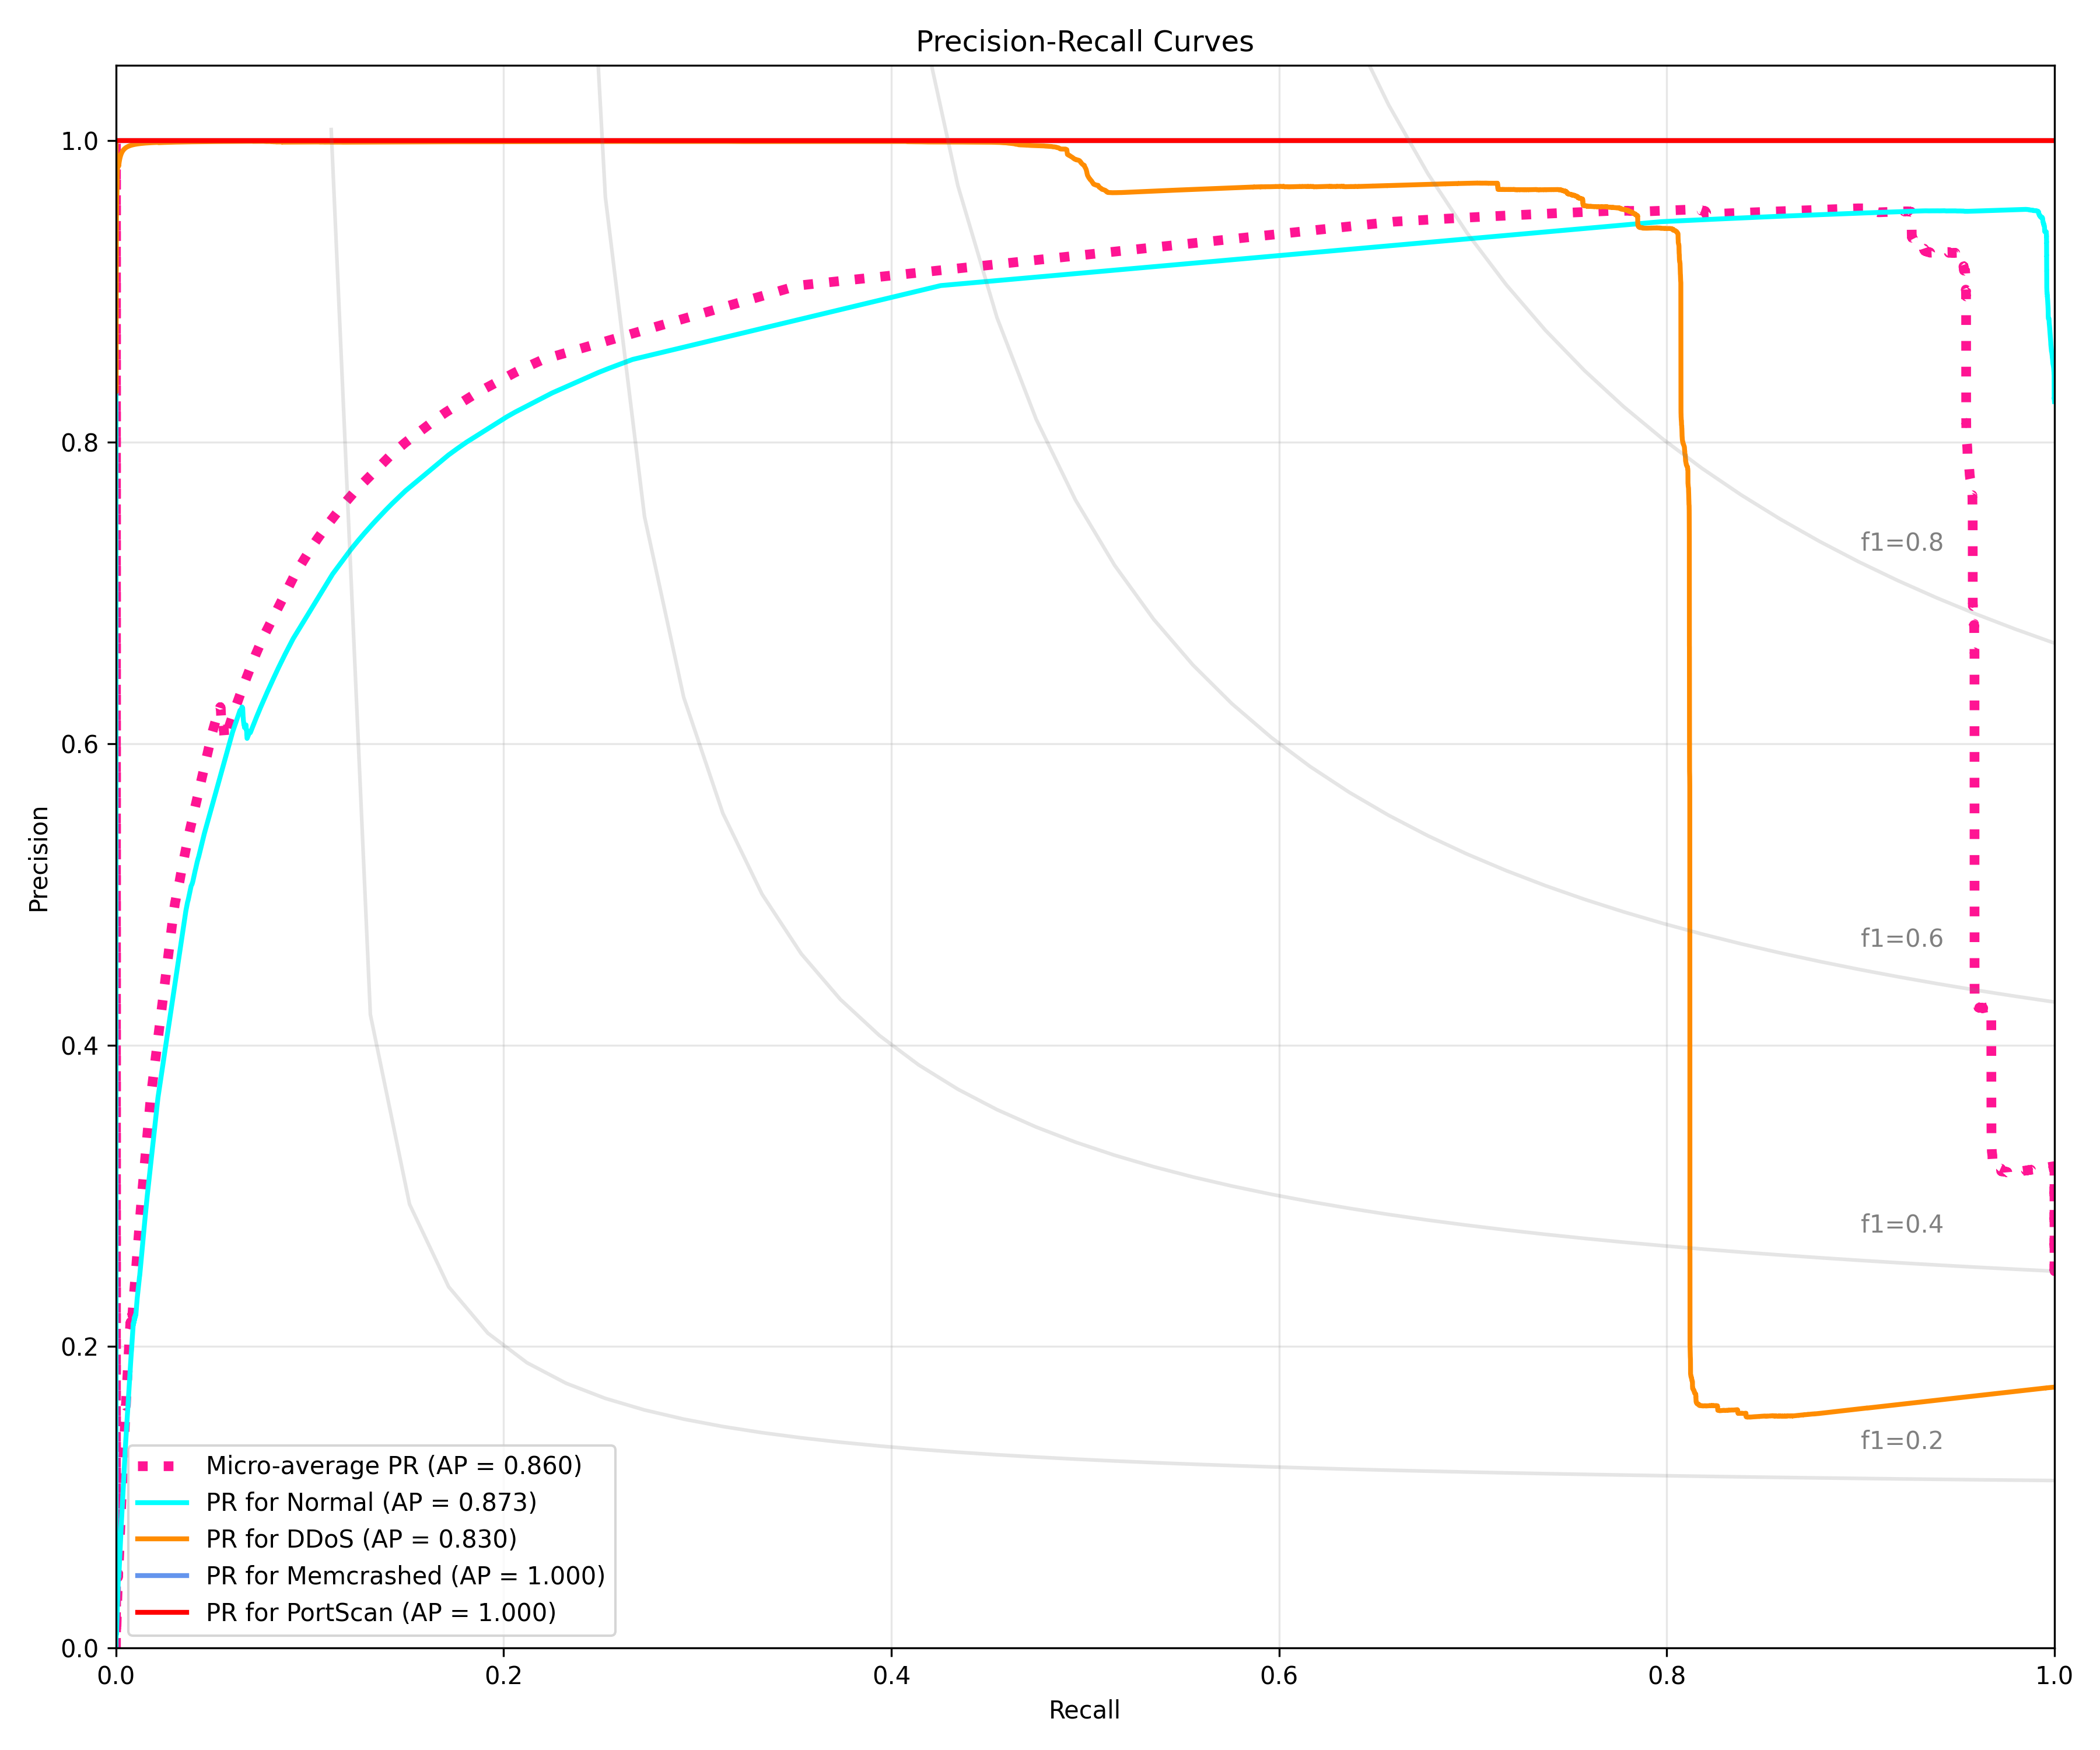 Precision-Recall Curves
1.0
0.8
0.6
0.4
0.2
0.0
Precision
f1=0.8
f1=0.6
f1=0.4
f1=0.2
Micro-average PR (AP = 0.860)
PR for Normal (AP = 0.873)
PR for DDoS (AP = 0.830)
PR for Memcrashed (AP = 1.000)
PR for PortScan (AP = 1.000)
0.0 0.2 0.4 0.6 0.8 1.0
Recall